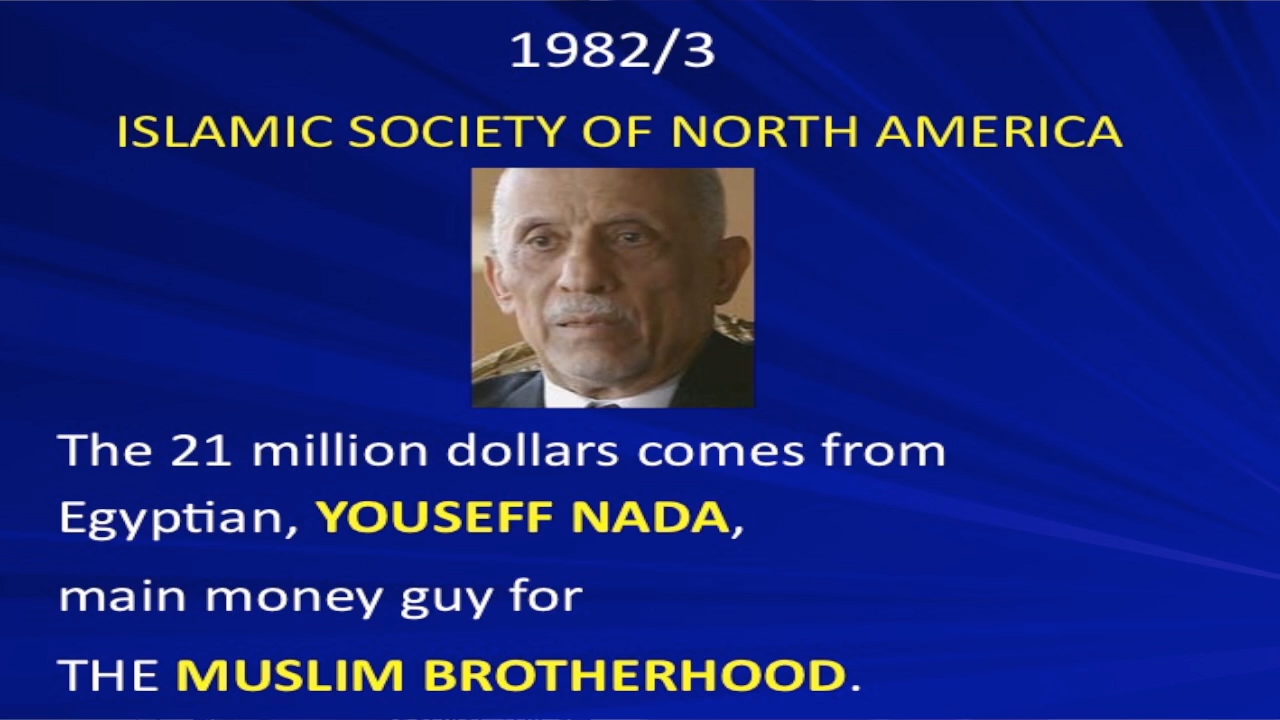 1982/3
ISLAMIC SOCIETY OF NORTH AMERICA
The 21 million dollars comes from
Egyptian, YOUSEFF NADA,
main money guy for
THE MUSLIM BROTHERHOOD.